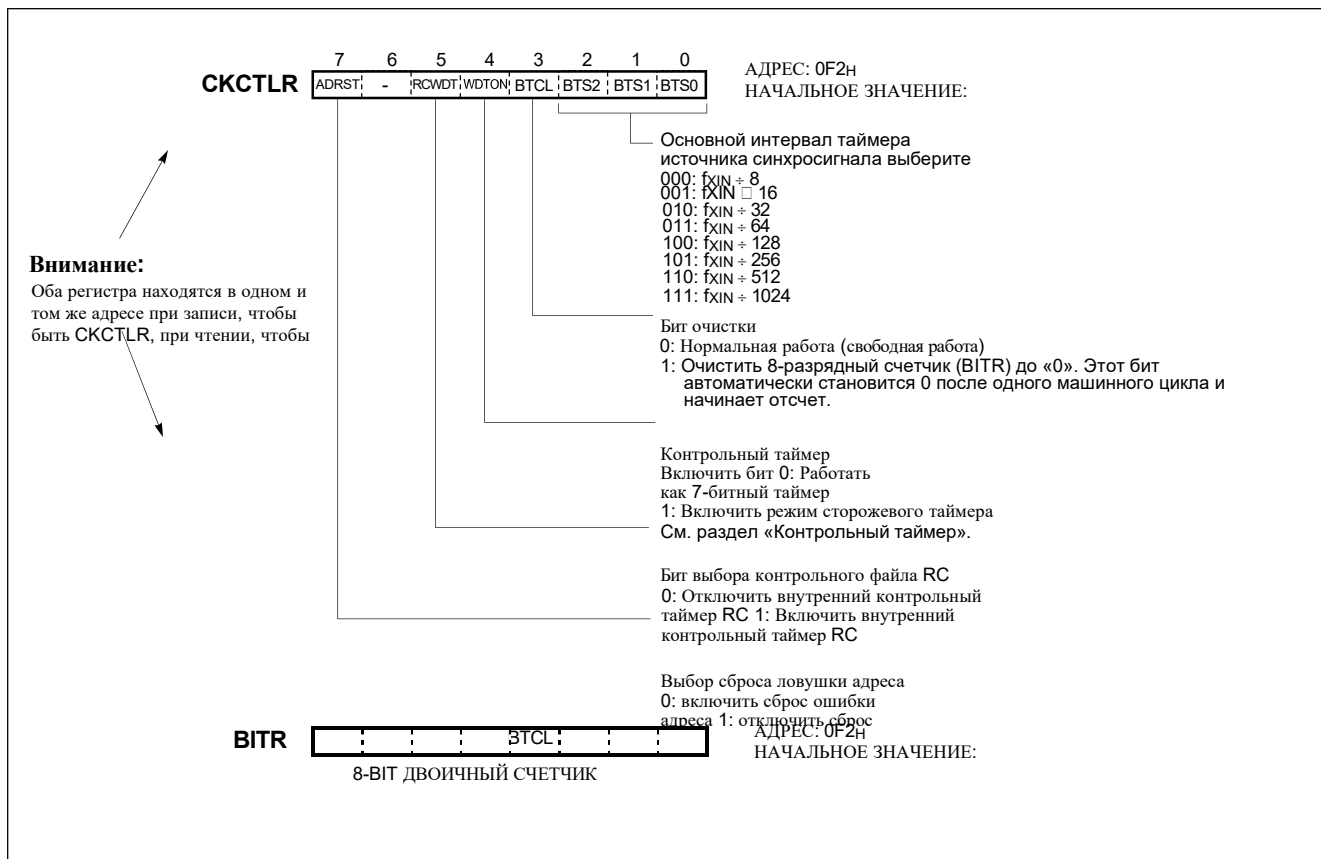 7 6 5 4 3 2 1 0
CKCTLR ADRST - RCWDT WDTON BTCL BTS2 BTS1 BTS0
АДРЕС: 0F2H
НАЧАЛЬНОЕ ЗНАЧЕНИЕ:
Основной интервал таймера
источника синхросигнала выберите
000: fXIN ÷ 8
001: fXIN □ 16
010: fXIN ÷ 32
011: fXIN ÷ 64
100: fXIN ÷ 128
101: fXIN ÷ 256
110: fXIN ÷ 512
111: fXIN ÷ 1024
Внимание:
Оба регистра находятся в одном и
том же адресе при записи, чтобы
быть CKCTLR, при чтении, чтобы
Бит очистки
0: Нормальная работа (свободная работа)
1: Очистить 8-разрядный счетчик (BITR) до «0». Этот бит
автоматически становится 0 после одного машинного цикла и
начинает отсчет.
Контрольный таймер
Включить бит 0: Работать
как 7-битный таймер
1: Включить режим сторожевого таймера
См. раздел «Контрольный таймер».
Бит выбора контрольного файла RC
0: Отключить внутренний контрольный
таймер RC 1: Включить внутренний
контрольный таймер RC
Выбор сброса ловушки адреса
0: включить сброс ошибки
адреса 1: отключить сброс
BITR BTCL
АДРЕС: 0F2H
НАЧАЛЬНОЕ ЗНАЧЕНИЕ:
8-BIT ДВОИЧНЫЙ СЧЕТЧИК